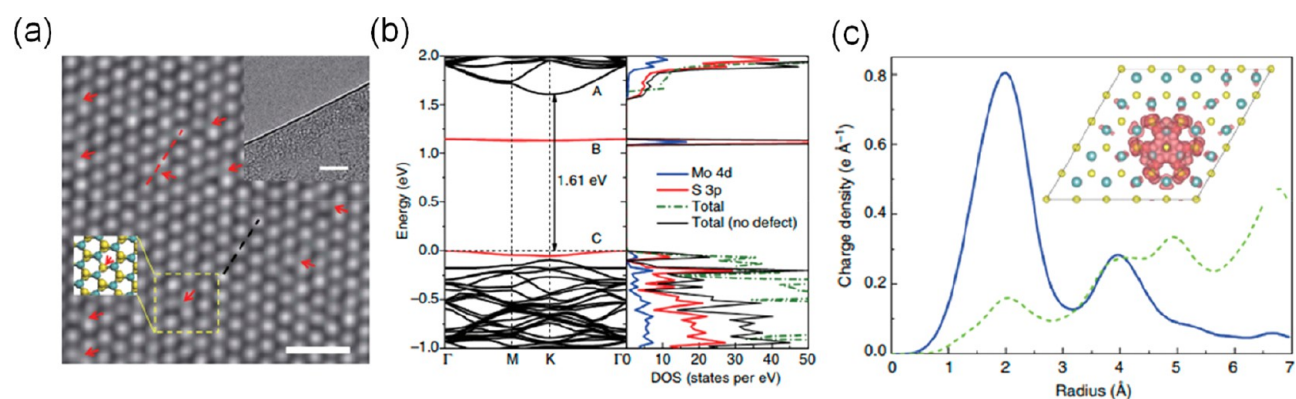 (a)
(b)
(c)
2.0
1.5
1.0
0.5
0.0
−0.5
−1.0
Energy (eV)
A
B
C
1.61 eV
Γ
M
K
Γ0
10
20
30
40
50
DOS (states per eV)
Mo 4d
S 3p
Total
Total (no defect)
0.8
0.6
0.4
0.2
0.0
Charge density (e Å⁻¹)
0
1
2
3
4
5
6
7
Radius (Å)